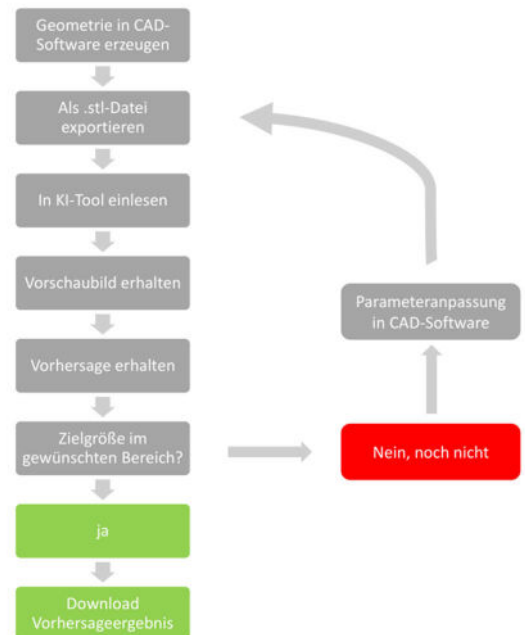 Geometrie in CAD-
Software erzeugen
Als .stl-Datei
exportieren
In KI-Tool einlesen
Vorschaubild erhalten
Vorhersage erhalten
Zielgröße im
gewünschten Bereich?
ja
Download
Vorhersageergebnis
Nein, noch nicht
Parameteranpassung
in CAD-Software